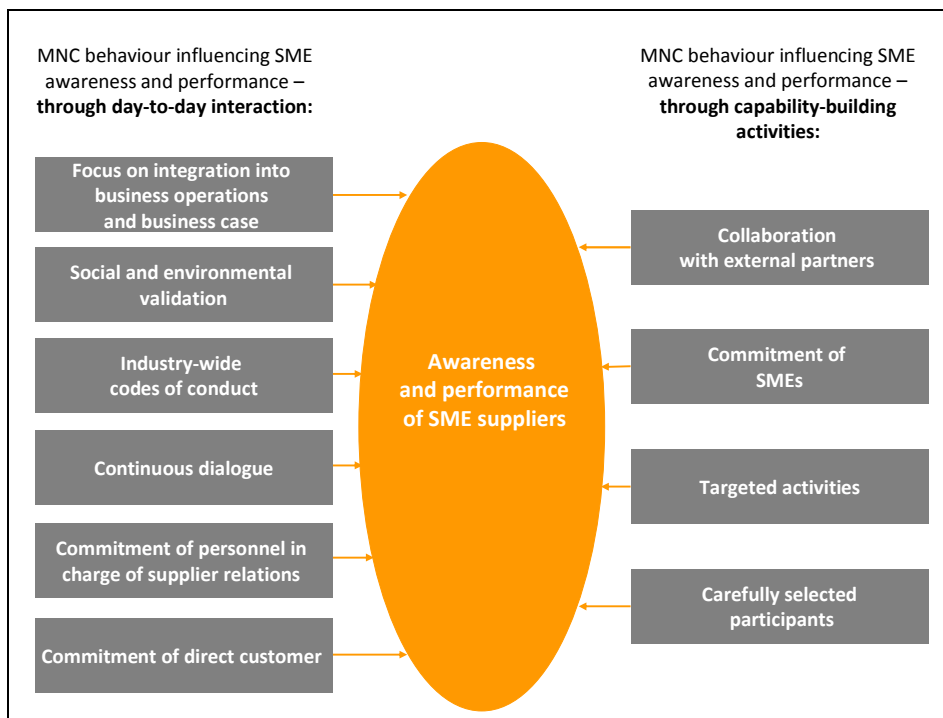 MNC behaviour influencing SME
awareness and performance –
through day-to-day interaction:
Focus on integration into
business operations
and business case
Social and environmental
validation
Industry-wide
codes of conduct
Continuous dialogue
Commitment of personnel in
charge of supplier relations
Commitment of direct customer
Awareness
and performance
of SME suppliers
MNC behaviour influencing SME
awareness and performance –
through capability-building
activities:
Collaboration
with external partners
Commitment of
SMEs
Targeted activities
Carefully selected
participants